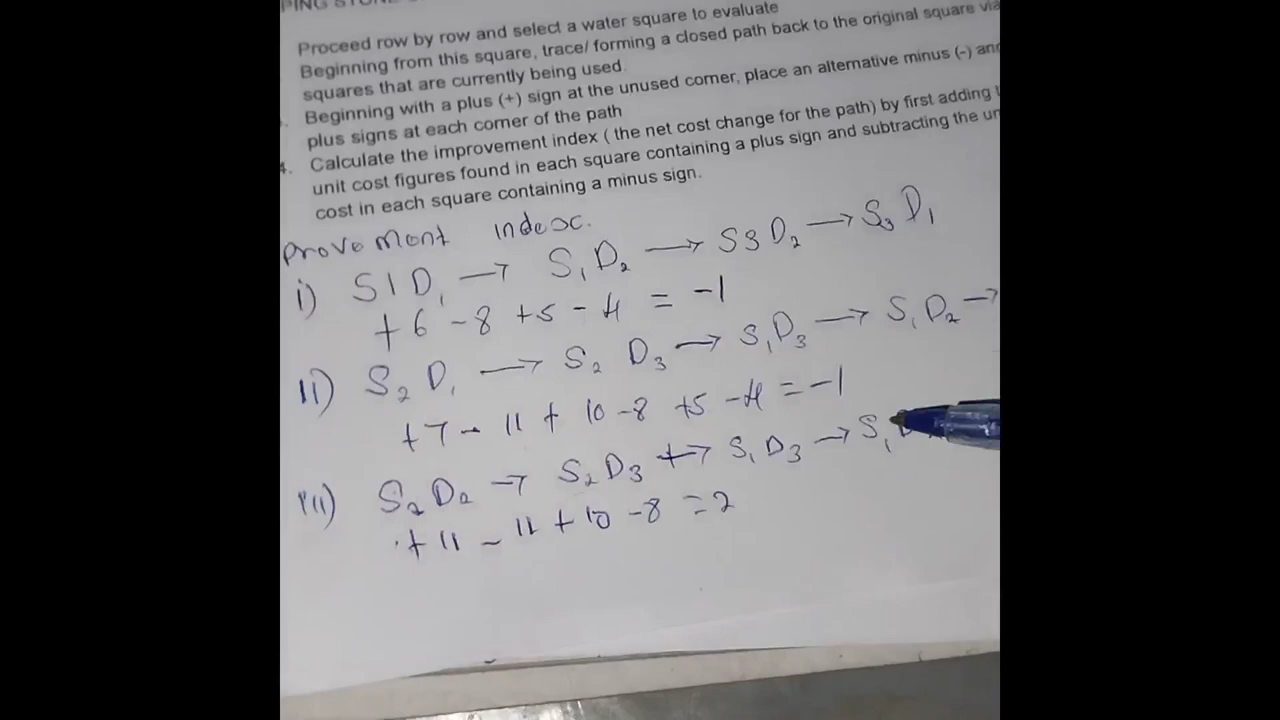 PING STONE
Proceed row by row and select a water square to evaluate
Beginning from this square, trace/ forming a closed path back to the original square via
squares that are currently being used.
Beginning with a plus (+) sign at the unused corner, place an alternative minus (-) and
plus signs at each corner of the path
4. Calculate the improvement index ( the net cost change for the path) by first adding
unit cost figures found in each square containing a plus sign and subtracting the
cost in each square containing a minus sign.
provement index.
i) S1D₁ → S₁D₂ → S3D₂ → S₃D₁
+6 -8 +5 -4 = -1
ii) S₂D₁ → S₂D₃ → S₁D₃ → S₁D₂ →
+7 - 11 + 10 -8 +5 -4 = -1
iii) S₂D₂ → S₂D₃ +→ S₁D₃ → S₁
+11 - 11 + 10 -8 = 2